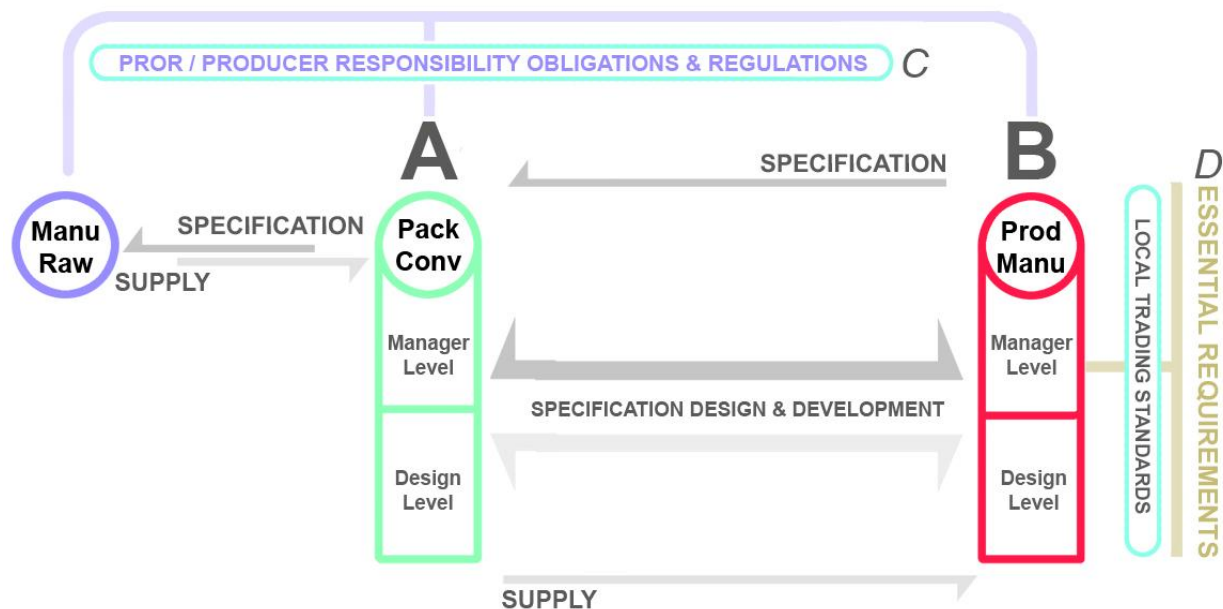 PROR / PRODUCER RESPONSIBILITY OBLIGATIONS & REGULATIONS
C
A
B
D
SPECIFICATION
Manu
Raw
SPECIFICATION
SUPPLY
Pack
Conv
Prod
Manu
Manager
Level
Manager
Level
SPECIFICATION DESIGN & DEVELOPMENT
Design
Level
Design
Level
SUPPLY
LOCAL TRADING STANDARDS
ESSENTIAL REQUIREMENTS